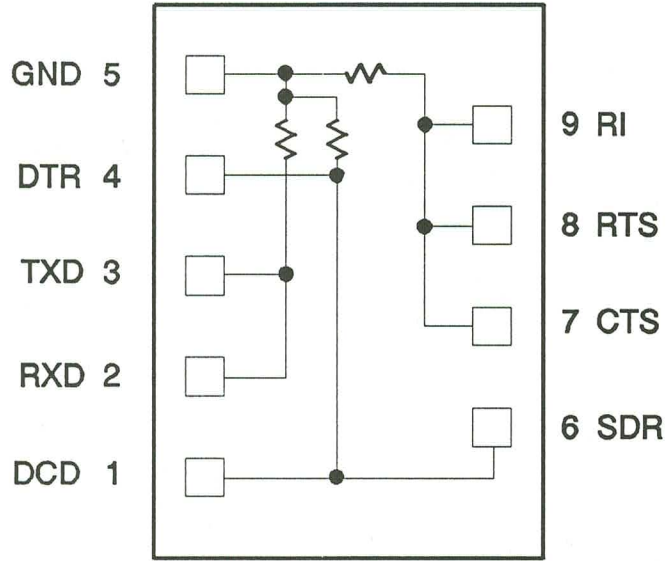 GND 5
DTR 4
TXD 3
RXD 2
DCD 1
9 RI
8 RTS
7 CTS
6 SDR